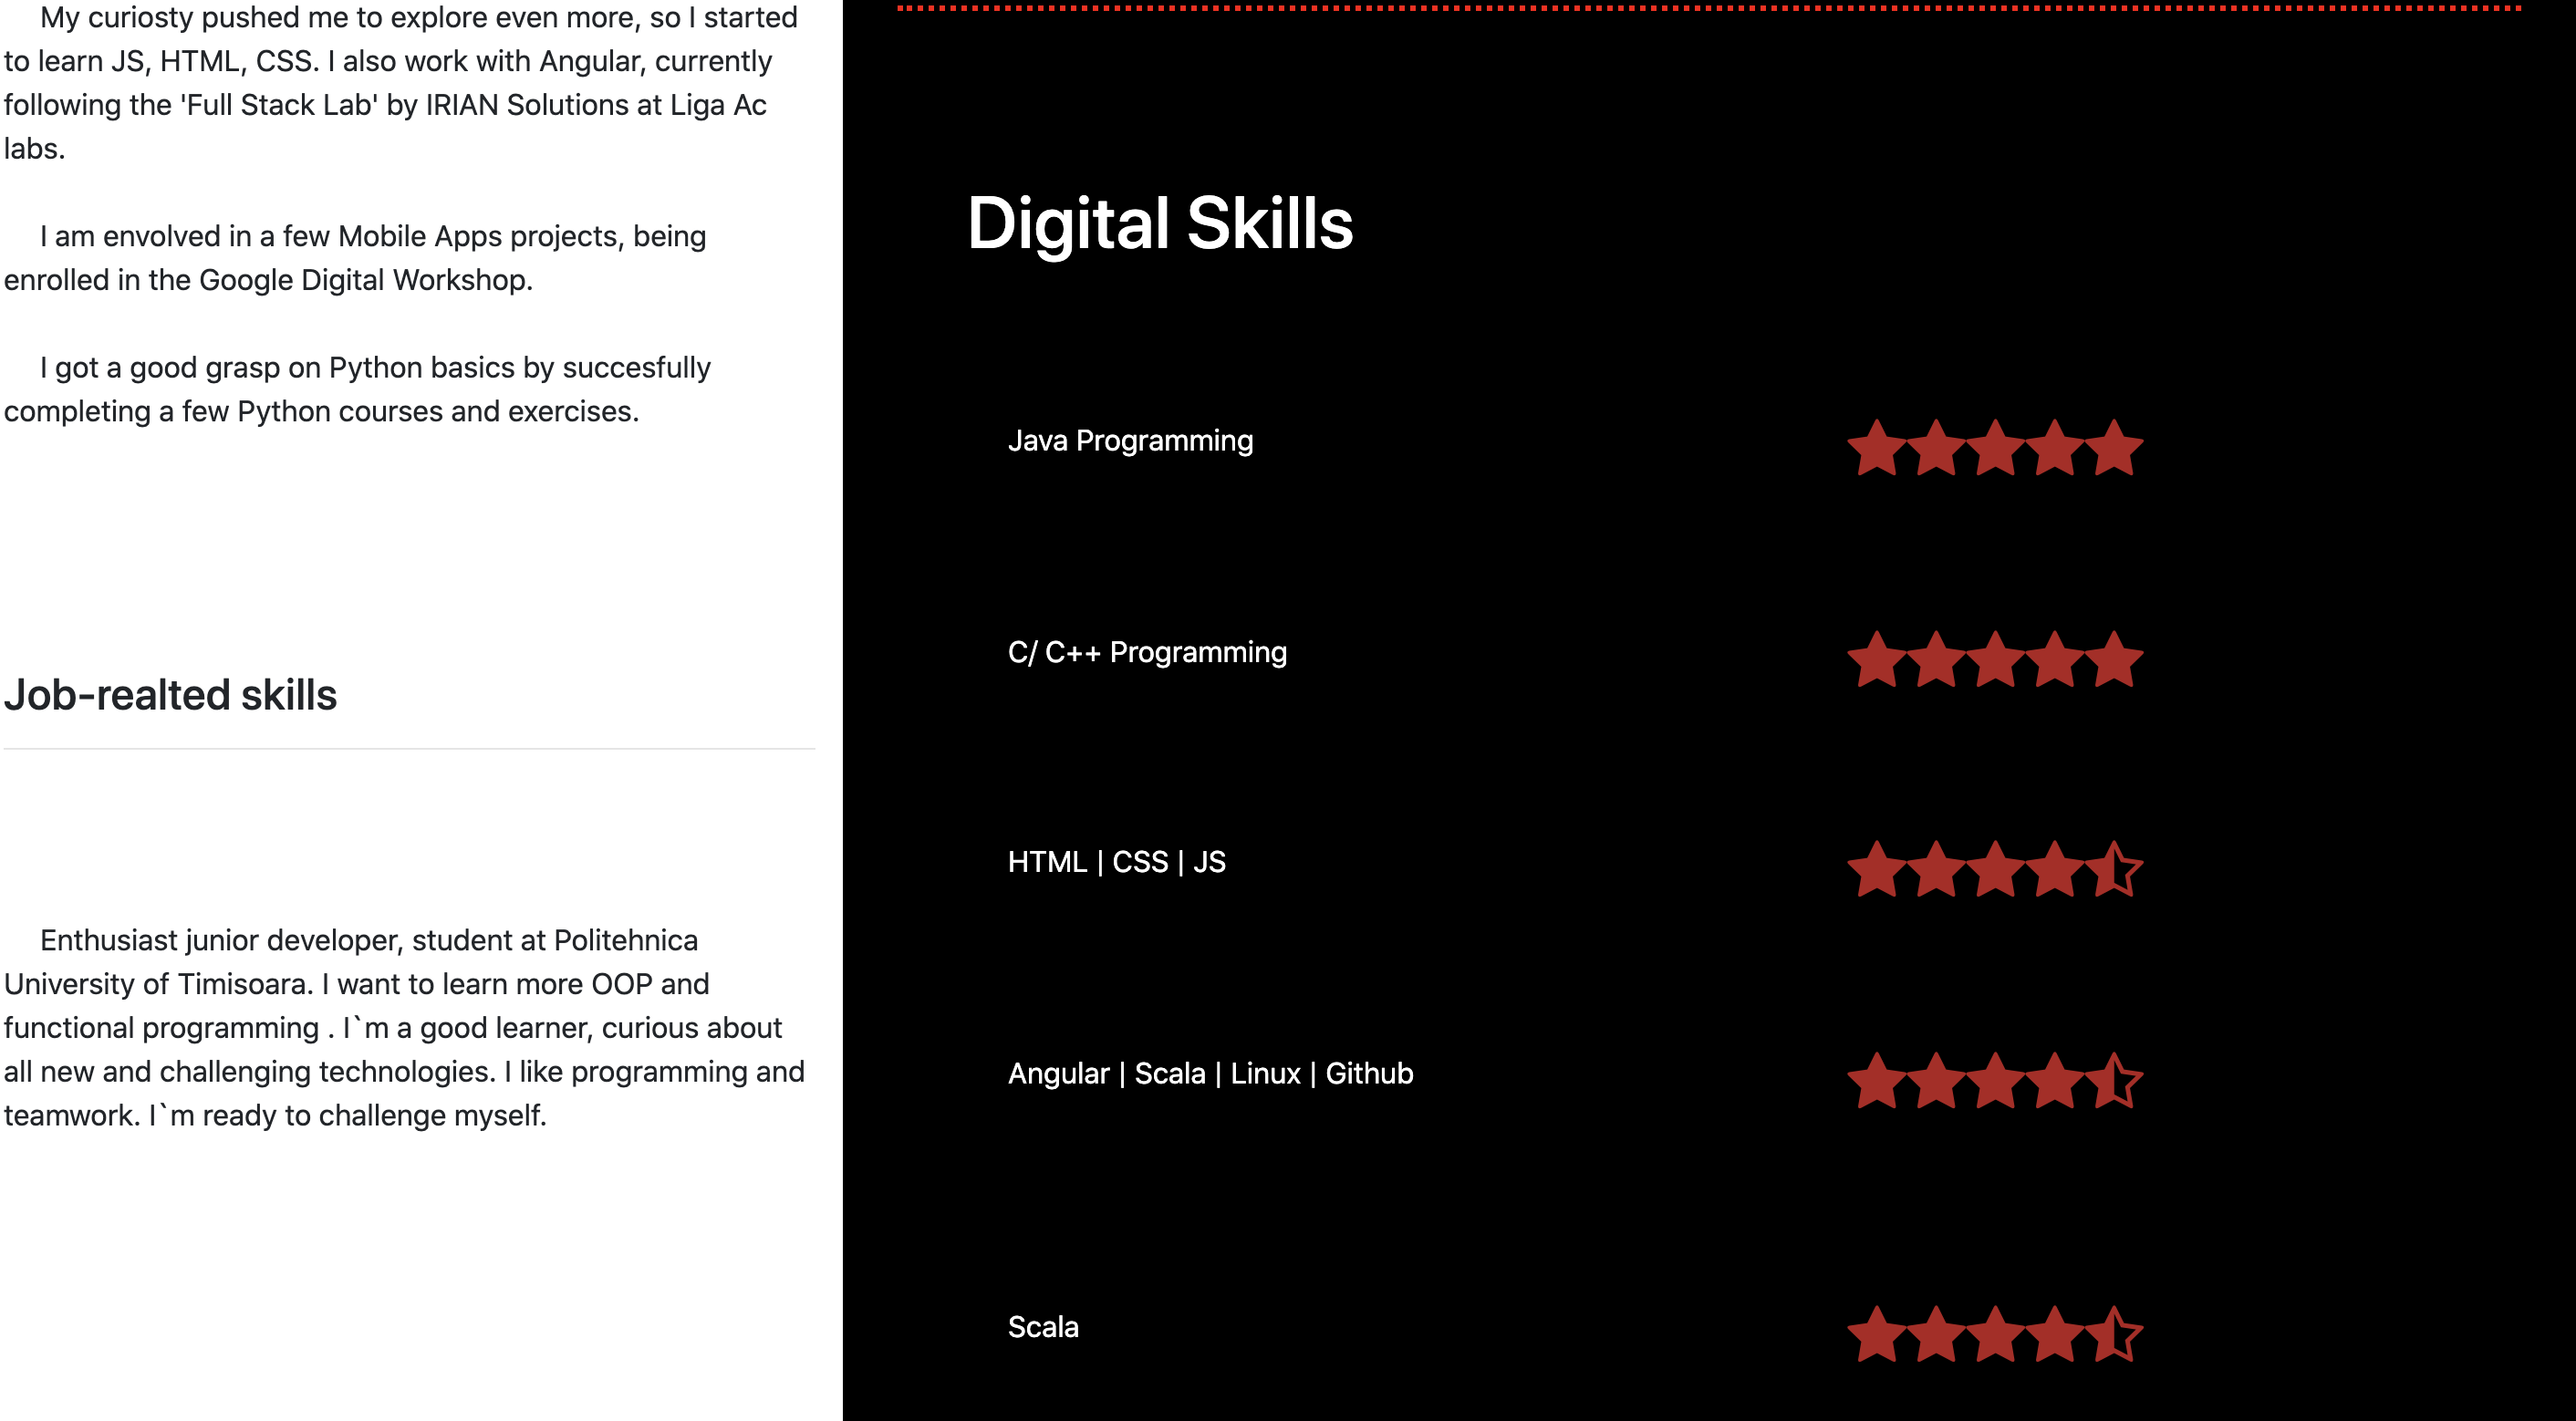 My curiosty pushed me to explore even more, so I started
to learn JS, HTML, CSS. I also work with Angular, currently
following the 'Full Stack Lab' by IRIAN Solutions at Liga Ac
labs.
I am envolved in a few Mobile Apps projects, being
enrolled in the Google Digital Workshop.
I got a good grasp on Python basics by succesfully
completing a few Python courses and exercises.
Job-realted skills
Enthusiast junior developer, student at Politehnica
University of Timisoara. I want to learn more OOP and
functional programming . I`m a good learner, curious about
all new and challenging technologies. I like programming and
teamwork. I`m ready to challenge myself.
Digital Skills
Java Programming
C/ C++ Programming
HTML | CSS | JS
Angular | Scala | Linux | Github
Scala